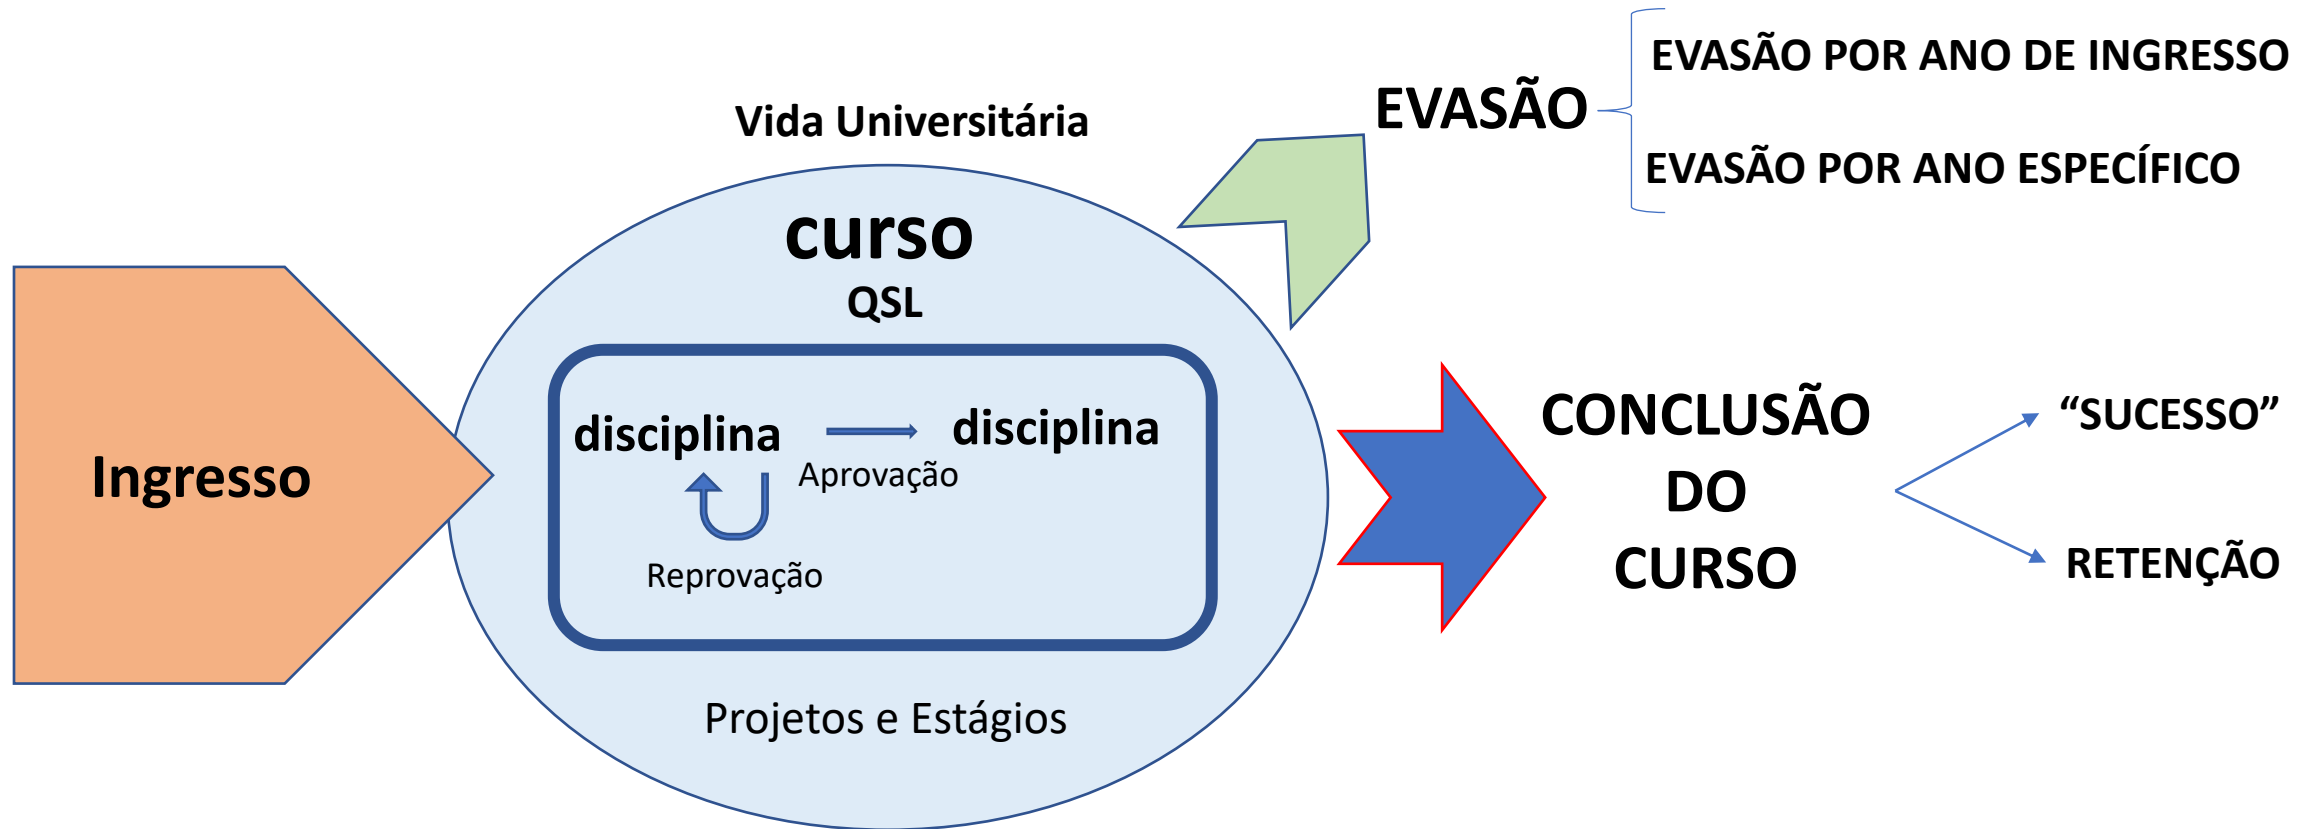 Ingresso
Vida Universitária
curso
QSL
disciplina
disciplina
Aprovação
Reprovação
Projetos e Estágios
EVASÃO
EVASÃO POR ANO DE INGRESSO
EVASÃO POR ANO ESPECÍFICO
CONCLUSÃO
DO
CURSO
“SUCESSO”
RETENÇÃO